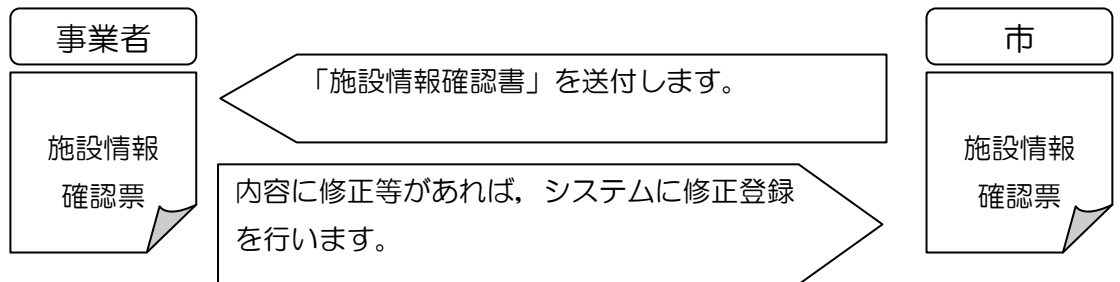 事業者
市
「施設情報確認書」を送付します。
施設情報
確認票
施設情報
確認票
内容に修正等があれば，システムに修正登録
を行います。